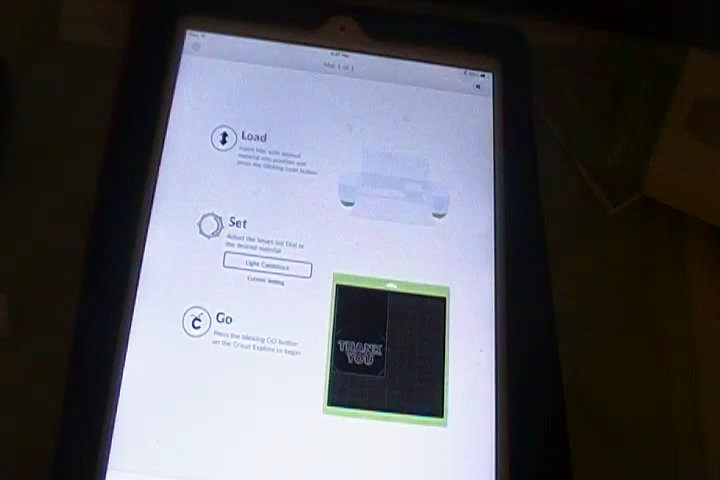 Mat 1 of 1
Load
Insert Mat with desired
material into position and
press the blinking Load button
Set
Adjust the Smart Set Dial to
the desired material
Light Cardstock
Current Setting
Go
Press the blinking GO button
on the Cricut Explore to begin
THANK
YOU